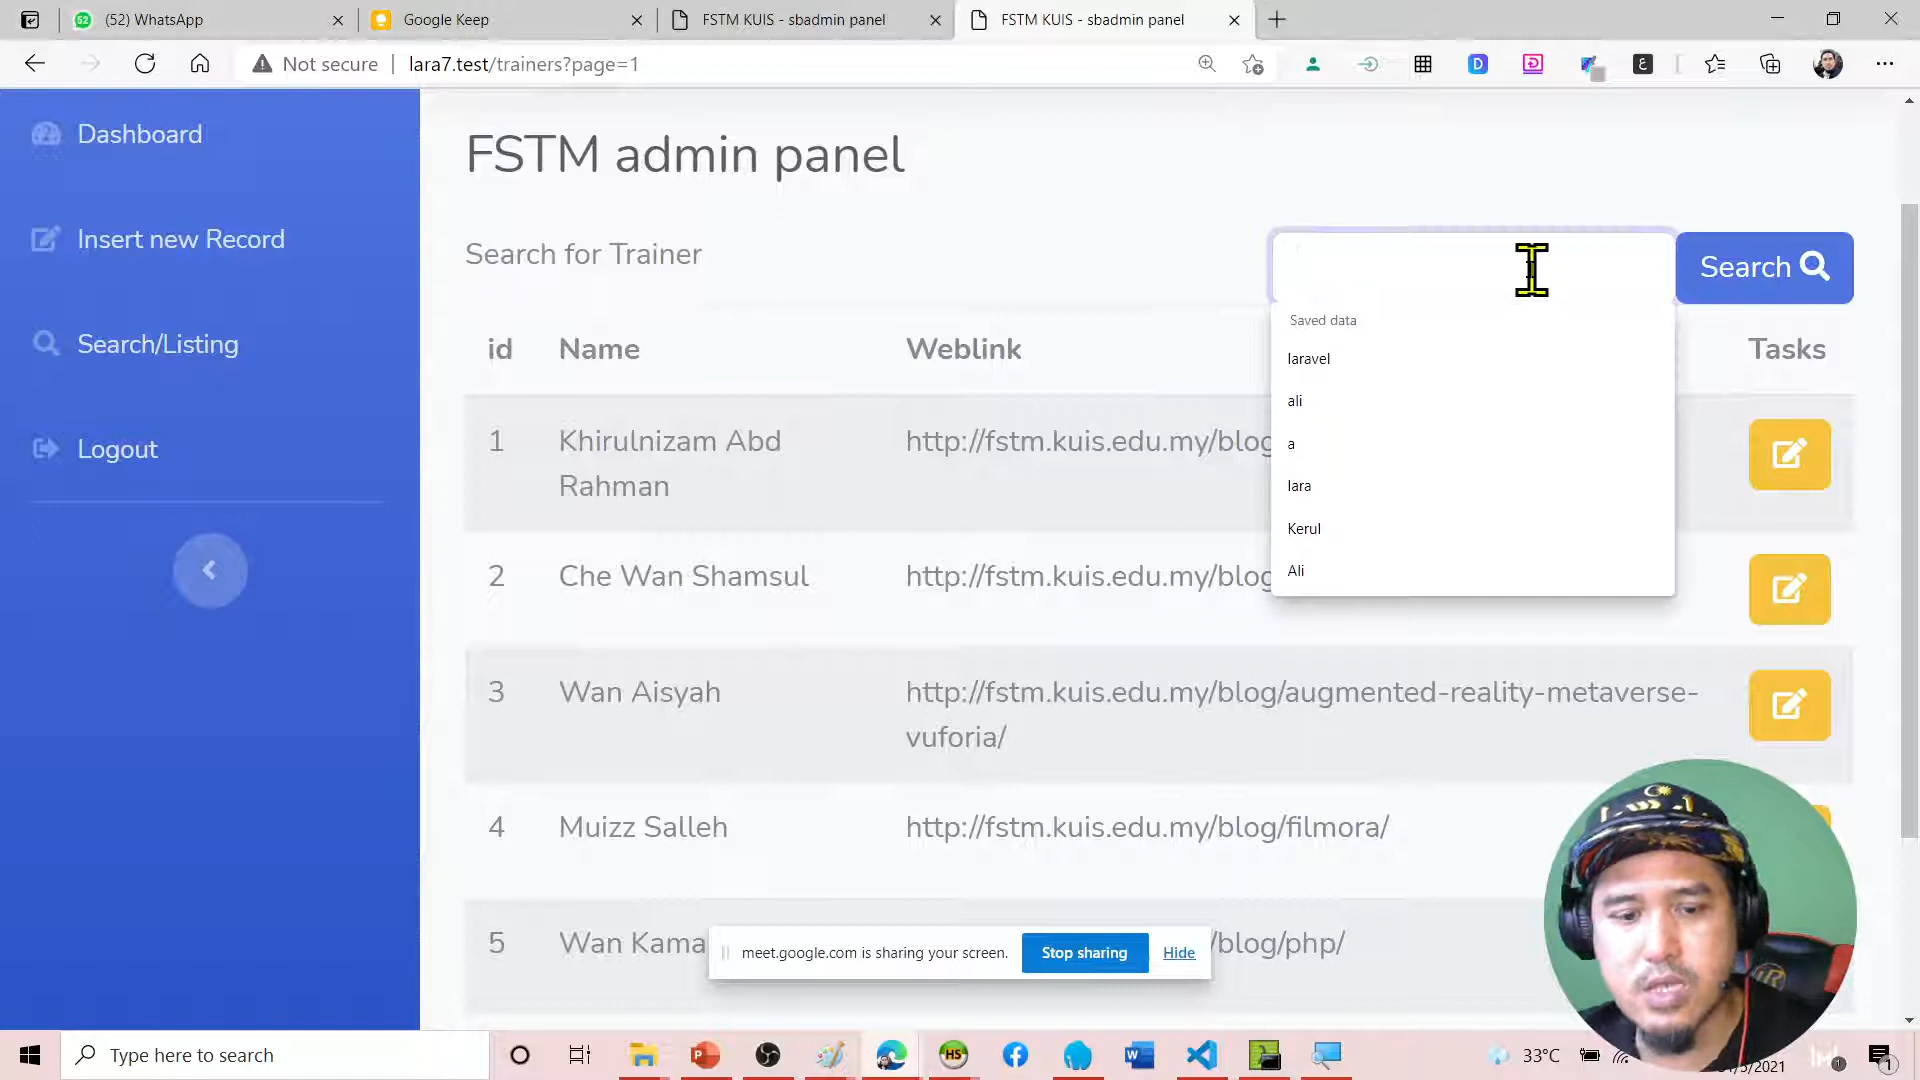 (52) WhatsApp
Google Keep
FSTM KUIS - sbadmin panel
FSTM KUIS - sbadmin panel
Not secure
lara7.test/trainers?page=1
Dashboard
Insert new Record
Search/Listing
Logout
FSTM admin panel
Search for Trainer
Search
Saved data
laravel
ali
a
lara
Kerul
Ali
id Name Weblink Tasks
1 Khirulnizam Abd Rahman http://fstm.kuis.edu.my/blog
2 Che Wan Shamsul http://fstm.kuis.edu.my/blog
3 Wan Aisyah http://fstm.kuis.edu.my/blog/augmented-reality-metaverse-
vuforia/
4 Muizz Salleh http://fstm.kuis.edu.my/blog/filmora/
5 Wan Kama /blog/php/
meet.google.com is sharing your screen. Stop sharing Hide
Type here to search
HS
33°C
/2021
1
1